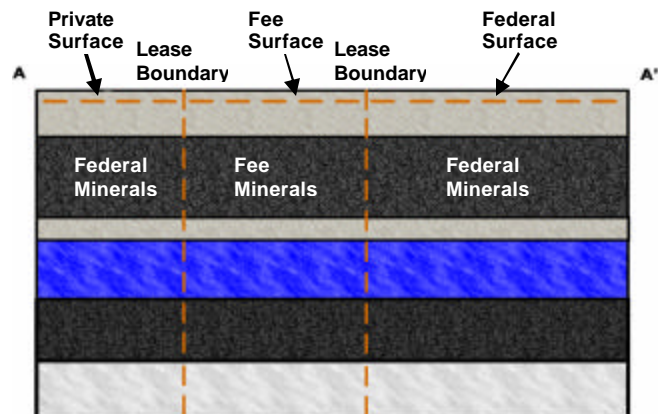 Private
Surface
Lease
Boundary
Fee
Surface
Lease
Boundary
Federal
Surface
A
A'
Federal
Minerals
Fee
Minerals
Federal
Minerals